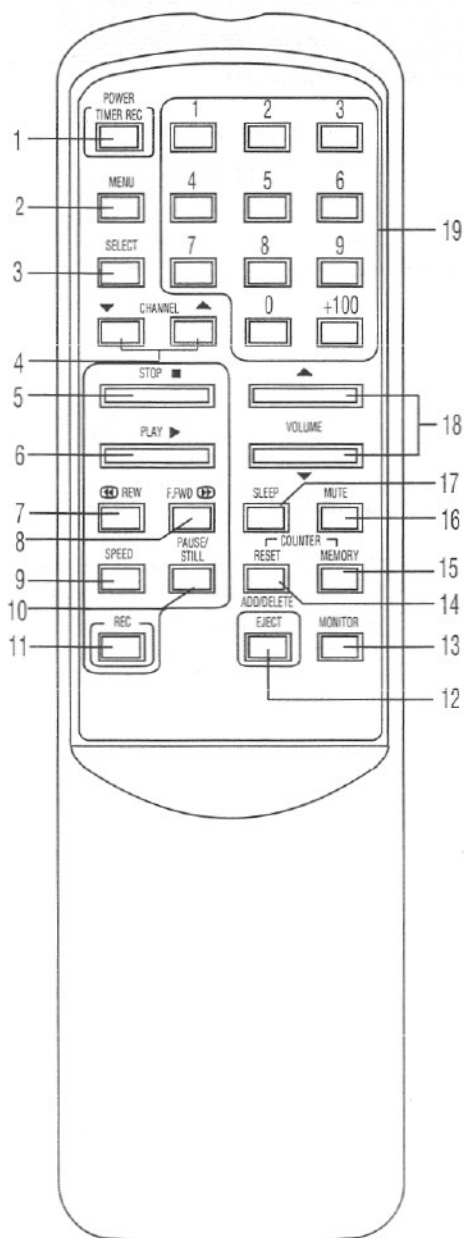 POWER
TIMER REC
1 2 3
1
MENU
4 5 6
2
19
SELECT
7 8 9
3
▼ CHANNEL ▲
0 +100
4
STOP ■
▲
5
18
PLAY ▶
VOLUME
6
▼
17
REW F.FWD
SLEEP MUTE
7
16
8
COUNTER
SPEED PAUSE/
STILL
RESET MEMORY
9
15
10
ADD/DELETE
14
REC
EJECT MONITOR
11
13
12